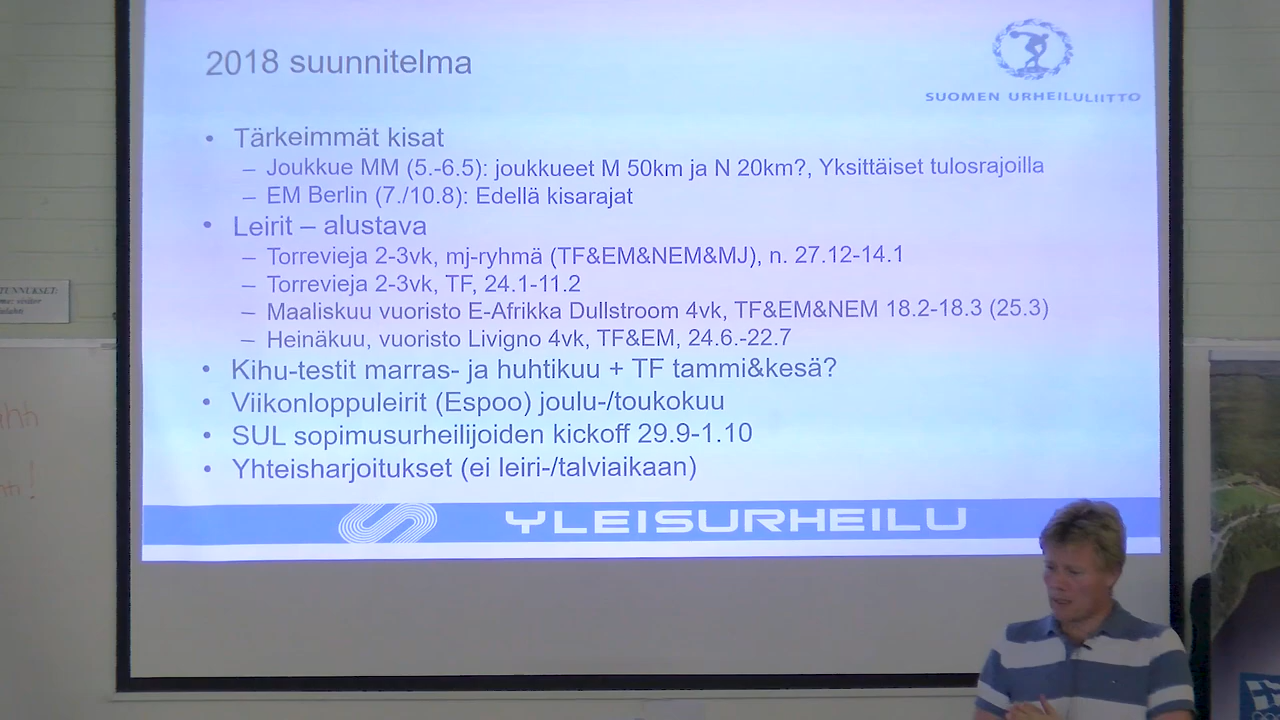 2018 suunnitelma
SUOMEN URHEILULIITTO
• Tärkeimmät kisat
– Joukkue MM (5.-6.5): joukkueet M 50km ja N 20km?, Yksittäiset tulosrajoilla
– EM Berlin (7./10.8): Edellä kisarajat
• Leirit – alustava
– Torrevieja 2-3vk, mj-ryhmä (TF&EM&NEM&MJ), n. 27.12-14.1
– Torrevieja 2-3vk, TF, 24.1-11.2
– Maaliskuu vuoristo E-Afrikka Dullstroom 4vk, TF&EM&NEM 18.2-18.3 (25.3)
– Heinäkuu, vuoristo Livigno 4vk, TF&EM, 24.6.-22.7
• Kihu-testit marras- ja huhtikuu + TF tammi&kesä?
• Viikonloppuleirit (Espoo) joulu-/toukokuu
• SUL sopimusurheilijoiden kickoff 29.9-1.10
• Yhteisharjoitukset (ei leiri-/talviaikaan)
YLEISURHEILU